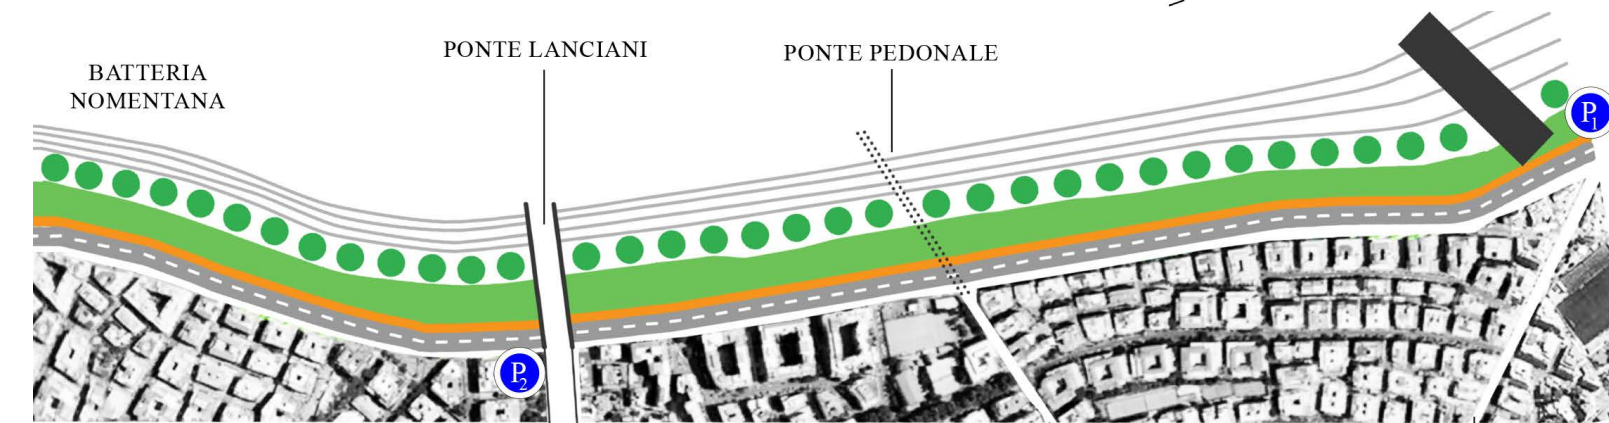 BATTERIA
NOMENTANA
PONTE LANCIANI
PONTE PEDONALE
P1
P2